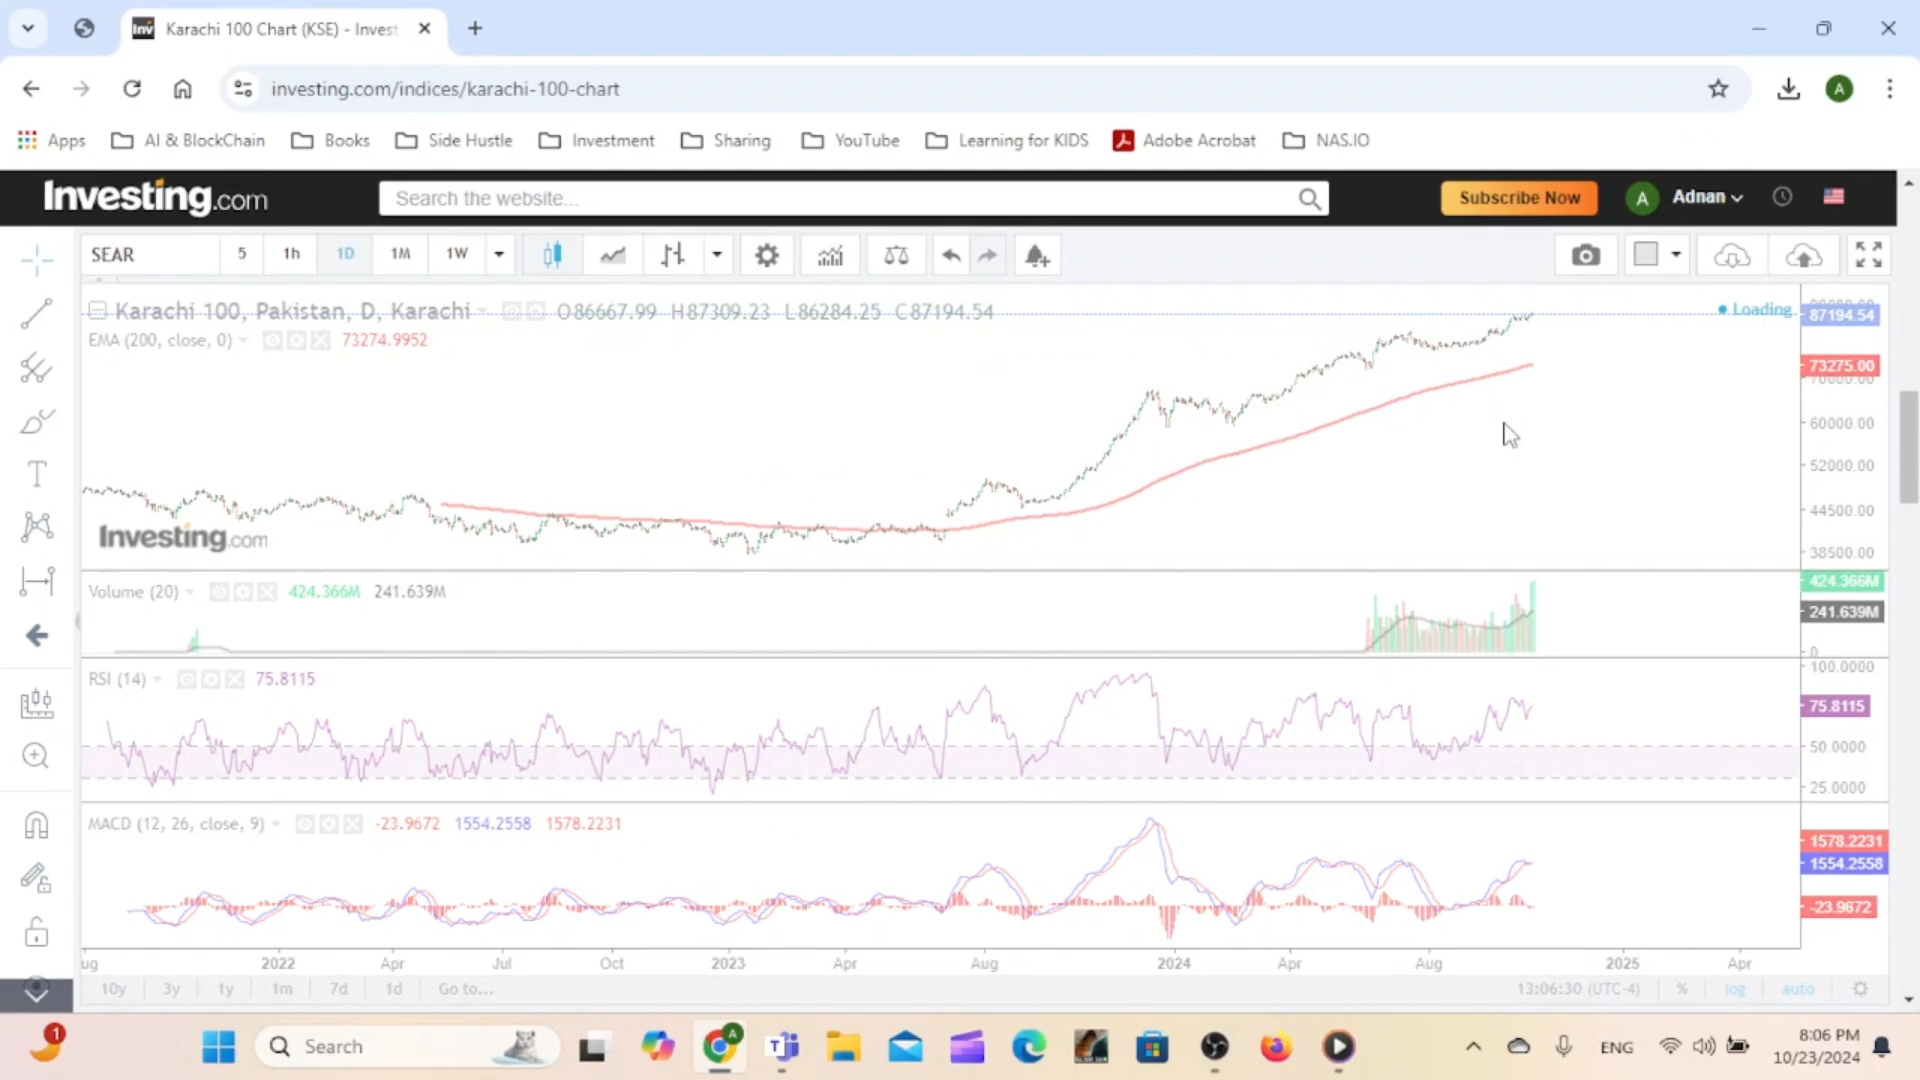 Karachi 100 Chart (KSE) - Invest
investing.com/indices/karachi-100-chart
A
Apps
AI & BlockChain
Books
Side Hustle
Investment
Sharing
YouTube
Learning for KIDS
Adobe Acrobat
NAS.IO
Investing.com
Search the website...
Subscribe Now
A
Adnan
SEAR
5
1h
1D
1M
1W
Karachi 100, Pakistan, D, Karachi
O86667.99 H87309.23 L86284.25 C87194.54
Loading
87194.54
EMA (200, close, 0)
73274.9952
73275.00
70000.00
60000.00
52000.00
44500.00
38500.00
Investing.com
Volume (20)
424.366M 241.639M
424.366M
241.639M
0
RSI (14)
75.8115
100.0000
75.8115
50.0000
25.0000
MACD (12, 26, close, 9)
-23.9672 1554.2558 1578.2231
1578.2231
1554.2558
-23.9672
ug
2022
Apr
Jul
Oct
2023
Apr
Aug
2024
Apr
Aug
2025
Apr
10y
3y
1y
1m
7d
1d
Go to...
13:06:30 (UTC-4)
%
log
auto
1
Search
A
ENG
8:06 PM
10/23/2024